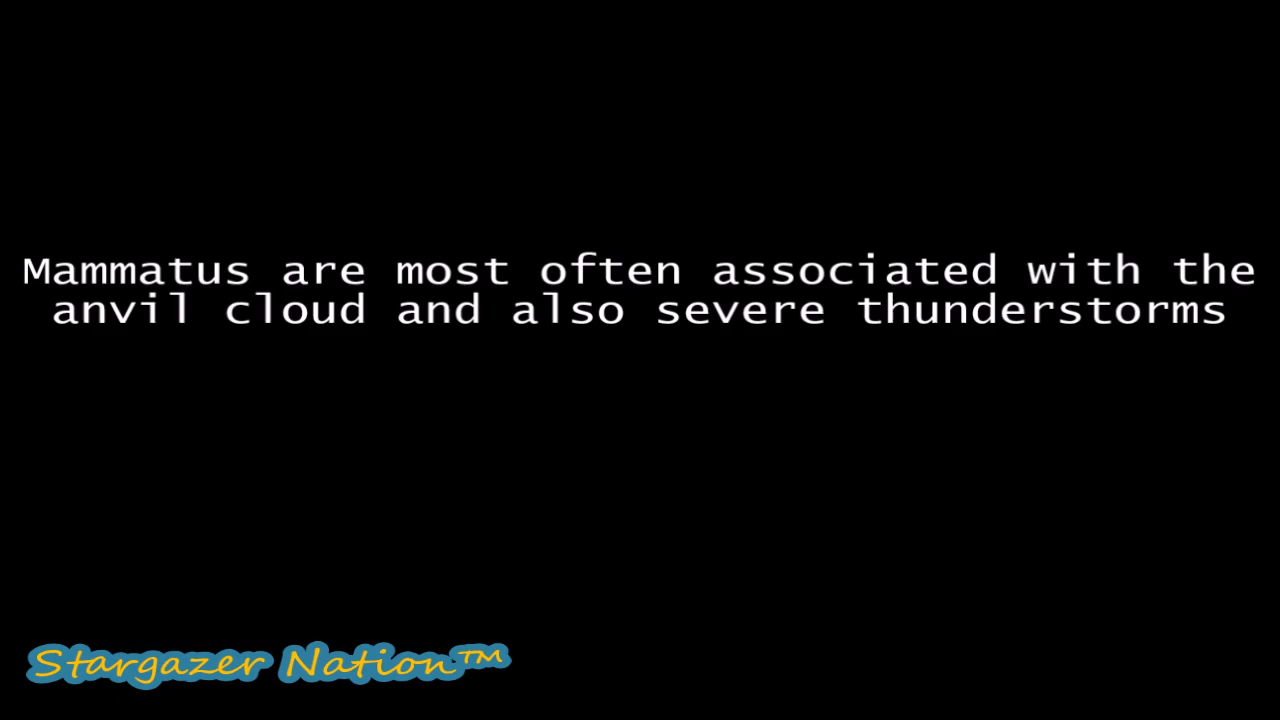 Mammatus are most often associated with the
anvil cloud and also severe thunderstorms
Stargazer Nation™